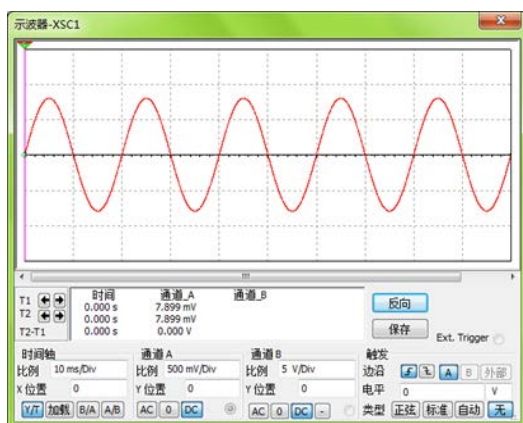 示波器-XSC1
时间 通道_A 通道_B
T1 0.000 s 7.899 mV
T2 0.000 s 7.899 mV
T2-T1 0.000 s 0.000 V
反向
保存
Ext. Trigger
时间轴 通道 A 通道 B 触发
比例 10 ms/Div 比例 500 mV/Div 比例 5 V/Div 边沿 A B 外部
X 位置 0 Y 位置 0 Y 位置 0 电平 0 V
Y/T 加载 B/A A/B AC 0 DC AC 0 DC - 类型 正弦 标准 自动 无